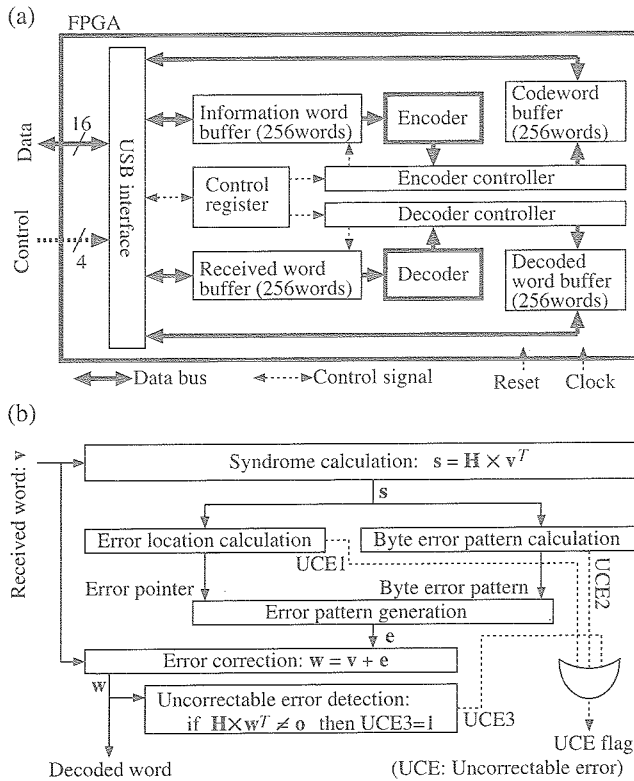 (a)
FPGA
Data
16
Control
4
USB interface
Information word
buffer (256words)
Encoder
Codeword
buffer
(256words)
Control
register
Encoder controller
Decoder controller
Received word
buffer (256words)
Decoder
Decoded
word buffer
(256words)
Data bus
Control signal
Reset
Clock
(b)
Received word: v
Syndrome calculation: s = H × v^T
s
Error location calculation
Byte error pattern calculation
UCE1
UCE2
Error pointer
Byte error pattern
Error pattern generation
e
Error correction: w = v + e
w
Uncorrectable error detection:
if H×w^T ≠ o then UCE3=1
UCE3
UCE flag
Decoded word
(UCE: Uncorrectable error)